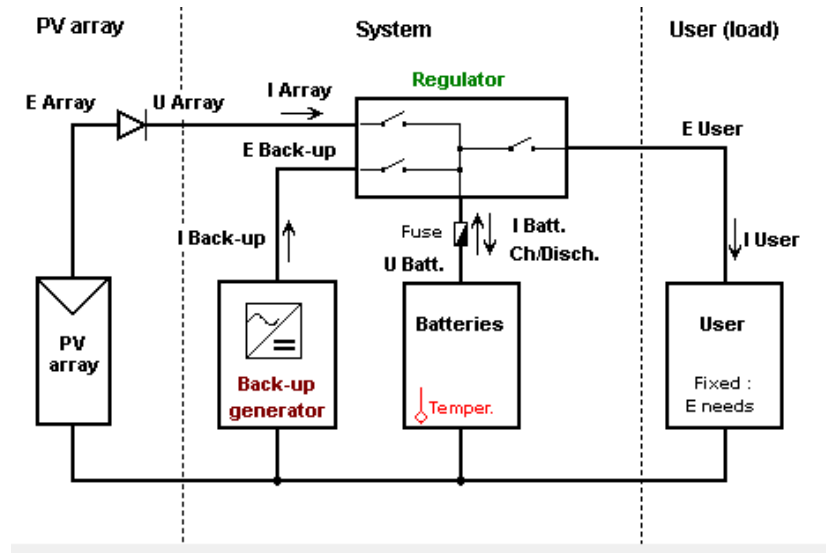 PV array
System
User (load)
Regulator
E Array
U Array
I Array
E Back-up
E User
I Back-up
Fuse
I Batt.
Ch/Disch.
U Batt.
I User
PV
array
Back-up
generator
Batteries
Temper.
User
Fixed :
E needs